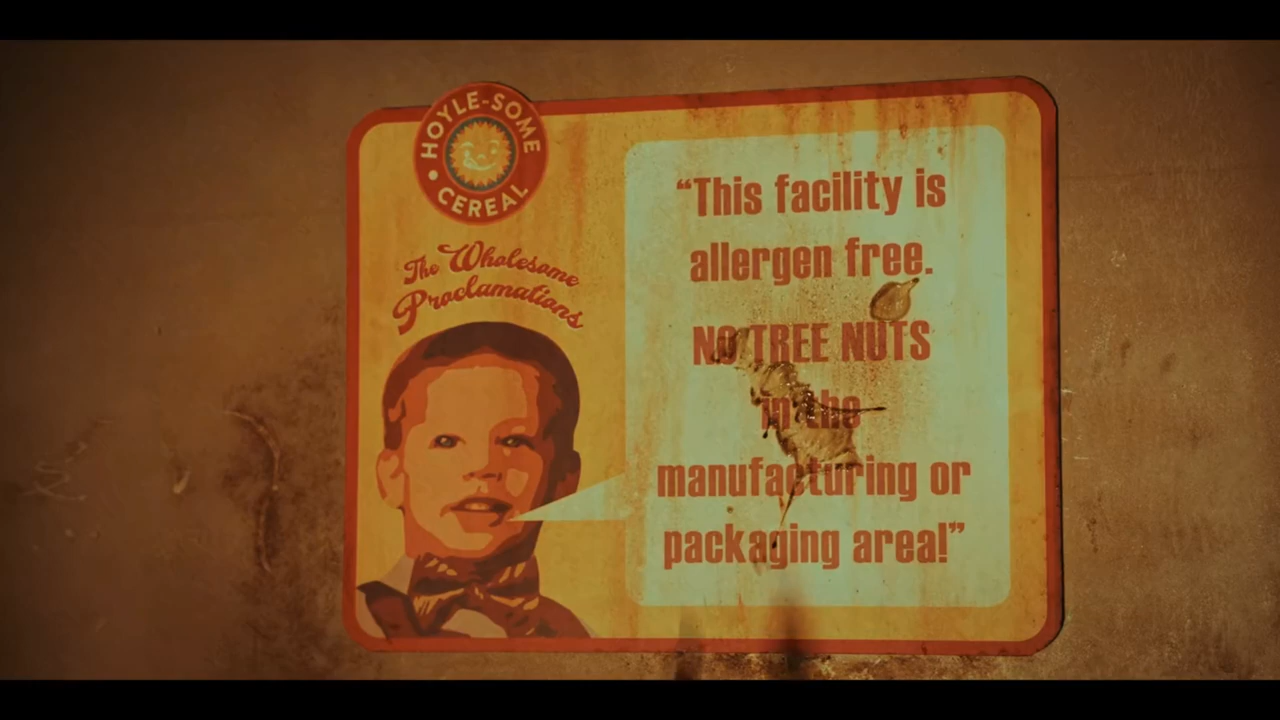 HOYLE-SOME
CEREAL
The Wholesome
Proclamations
“This facility is
allergen free.
NO TREE NUTS
in the
manufacturing or
packaging area!”